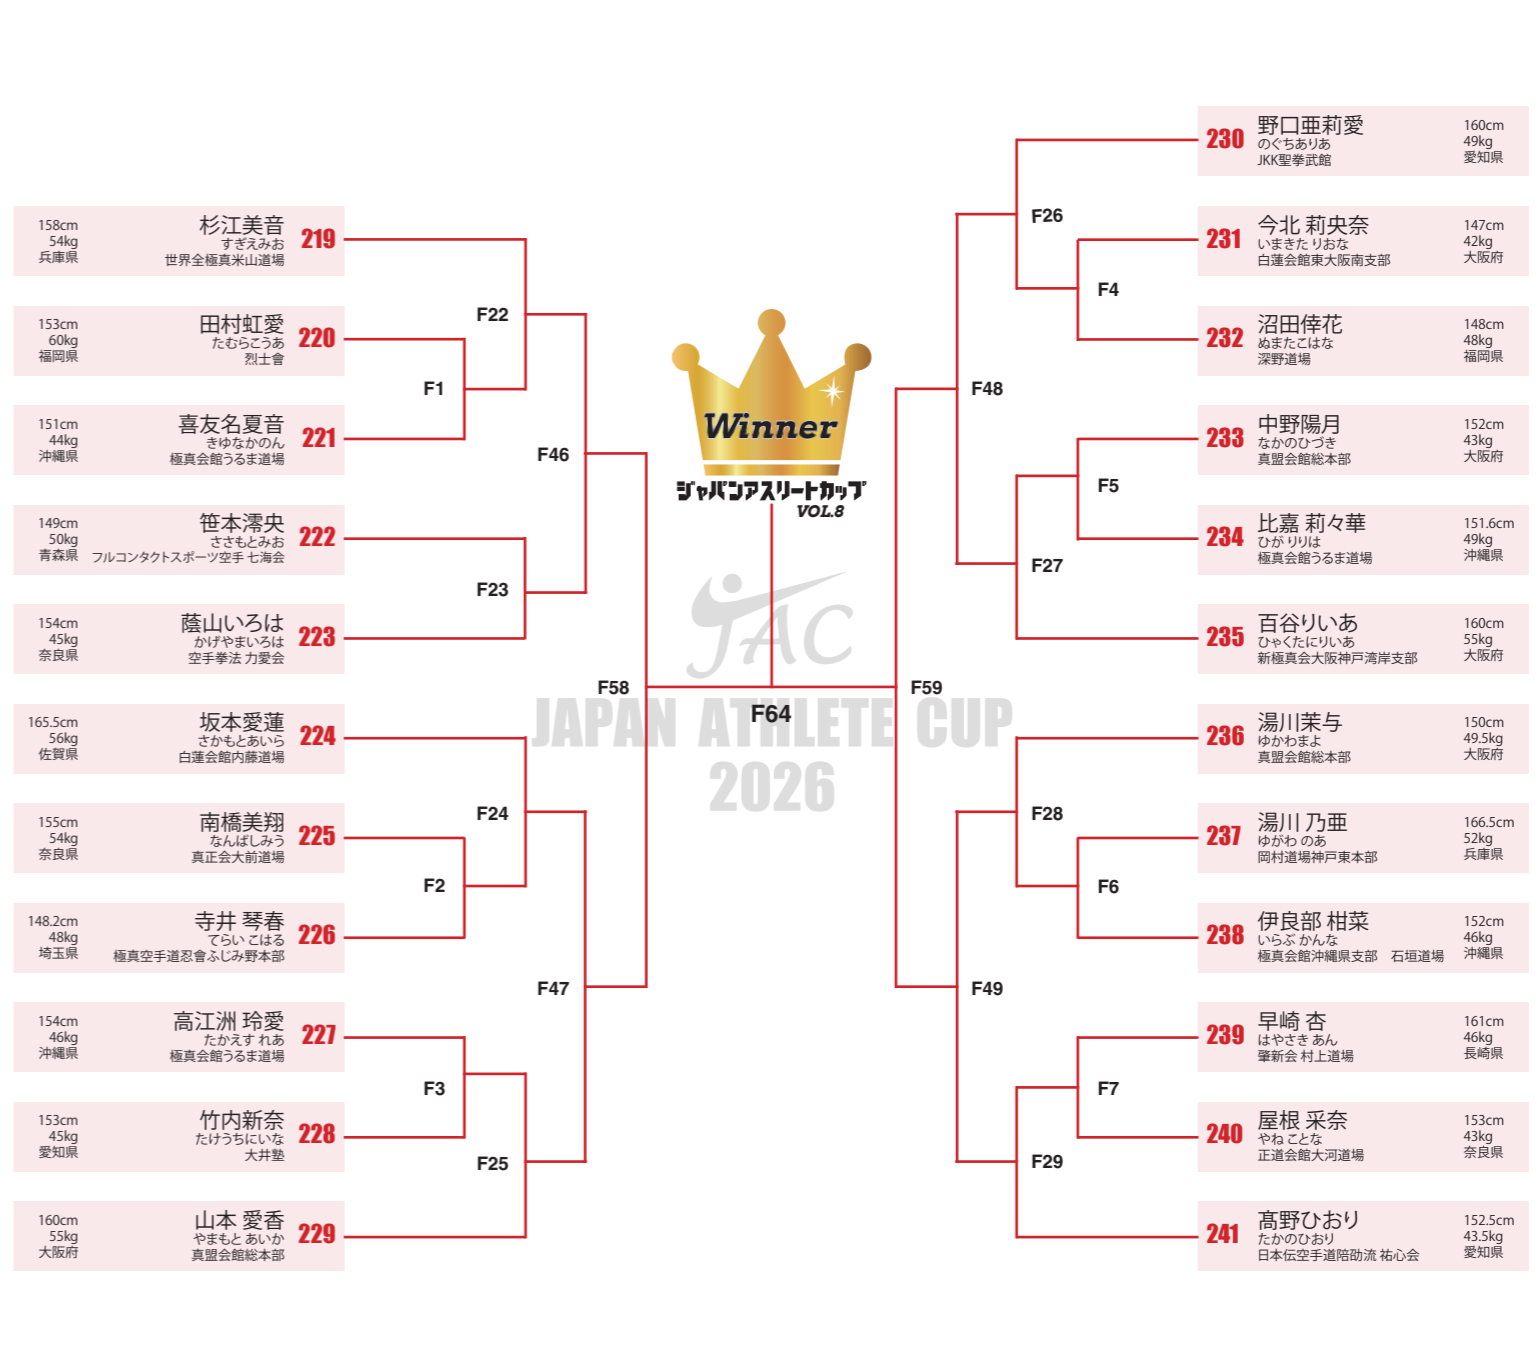 158cm
54kg
兵庫県
杉江美音
すぎえみお
世界全極真米山道場
219
153cm
60kg
福岡県
田村虹愛
たむらこうあ
烈士會
220
151cm
44kg
沖縄県
喜友名夏音
きゆなかのん
極真会館うるま道場
221
149cm
50kg
青森県
笹本澪央
ささもとみお
フルコンタクトスポーツ空手 七海会
222
154cm
45kg
奈良県
蔭山いろは
かげやまいろは
空手拳法 力愛会
223
165.5cm
56kg
佐賀県
坂本愛蓮
さかもとあいら
白蓮会館内藤道場
224
155cm
54kg
奈良県
南橋美翔
なんばしみう
真正会大前道場
225
148.2cm
48kg
埼玉県
寺井 琴春
てらい こはる
極真空手道忍會ふじみ野本部
226
154cm
46kg
沖縄県
高江洲 玲愛
たかえす れあ
極真会館うるま道場
227
153cm
45kg
愛知県
竹内新奈
たけうちにいな
大井塾
228
160cm
55kg
大阪府
山本 愛香
やまもと あいか
真盟会館総本部
229
F22
F1
F46
F23
F58
F24
F2
F47
F3
F25
Winner
ジャパンアスリートカップ
VOL.8
JAC
F64
JAPAN ATHLETE CUP
2026
F26
F4
F48
F5
F27
F59
F28
F6
F49
F7
F29
230
野口亜莉愛
のぐちありあ
JKK聖拳武館
160cm
49kg
愛知県
231
今北 莉央奈
いまきた りおな
白蓮会館東大阪南支部
147cm
42kg
大阪府
232
沼田倖花
ぬまたこはな
深野道場
148cm
48kg
福岡県
233
中野陽月
なかのひづき
真盟会館総本部
152cm
43kg
大阪府
234
比嘉 莉々華
ひが りりは
極真会館うるま道場
151.6cm
49kg
沖縄県
235
百谷りいあ
ひゃくたにりいあ
新極真会大阪神戸湾岸支部
160cm
55kg
大阪府
236
湯川茉与
ゆかわまよ
真盟会館総本部
150cm
49.5kg
大阪府
237
湯川 乃亜
ゆがわ のあ
岡村道場神戸東本部
166.5cm
52kg
兵庫県
238
伊良部 柑菜
いらぶ かんな
極真会館沖縄県支部　石垣道場
152cm
46kg
沖縄県
239
早崎 杏
はやさき あん
肇新会 村上道場
161cm
46kg
長崎県
240
屋根 采奈
やね ことな
正道会館大河道場
153cm
43kg
奈良県
241
髙野ひおり
たかのひおり
日本伝空手道陪劭流 祐心会
152.5cm
43.5kg
愛知県